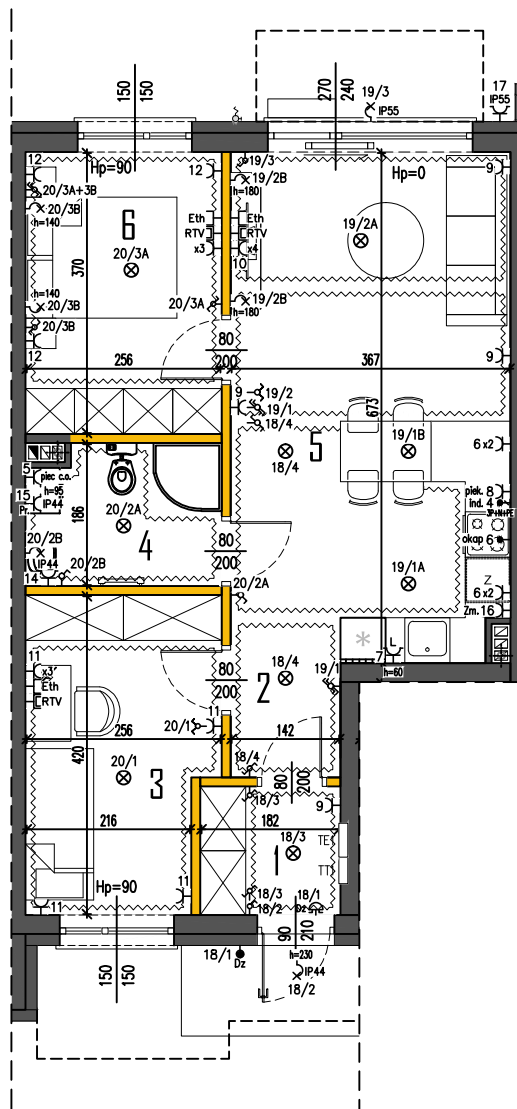 150 150
270 240
19/3
IP55
17
IP55
12
Hp=90
12
19/3
19/2B
h=180
Hp=0
9
20/3A+3B
20/3B
h=140
6
Eth
RTV
x3
Eth
RTV
x4
10
19/2A
20/3A
370
h=140
20/3B
20/3B
20/3A
19/2B
h=180
12
80
200
9
256
367
673
9
19/2
19/1
18/4
5
18/4
19/1B
6 x2
5
piec c.o.
h=95
15
IP44
Pr.
186
20/2A
4
piek. 8
ind. 4
3P+N+PE
okap 6
20/2B
IP44
14
20/2B
80
200
20/2A
19/1A
Z
6 x2
Zm. 16
11
x3
Eth
RTV
80
200
2
18/4
19/1
7
L
h=60
11
20/1
256
142
420
20/1
3
18/4
18/3
80
200
9
216
182
18/3
1
TE
TT
Hp=90
11
11
18/3
18/2
18/1
Dz
90
210
18/1
Dz
h=230
IP44
18/2
150 150